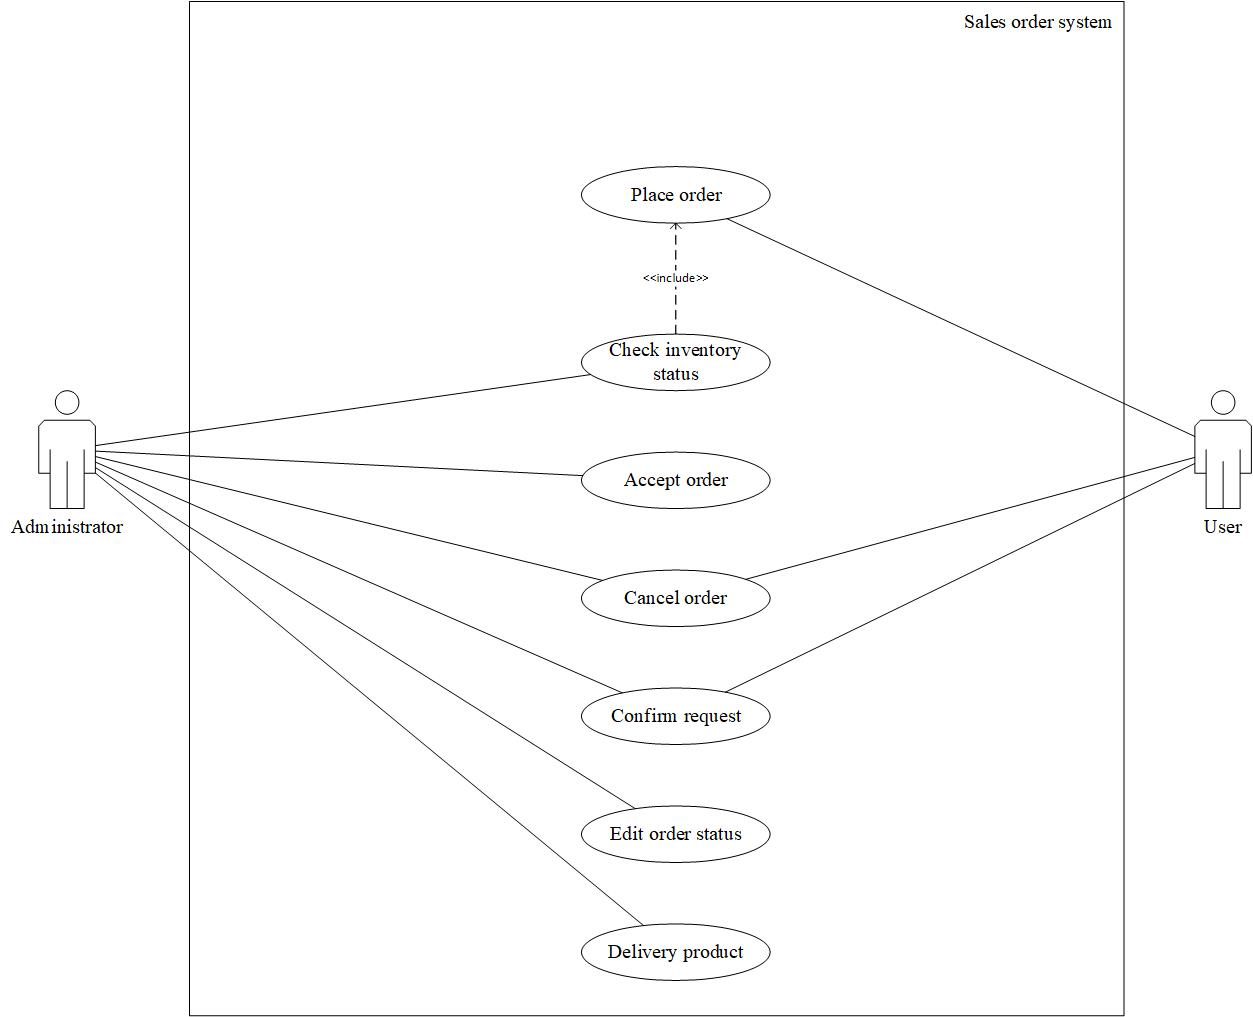 Sales order system
Place order
<<include>>
Check inventory
status
Accept order
Administrator
User
Cancel order
Confirm request
Edit order status
Delivery product